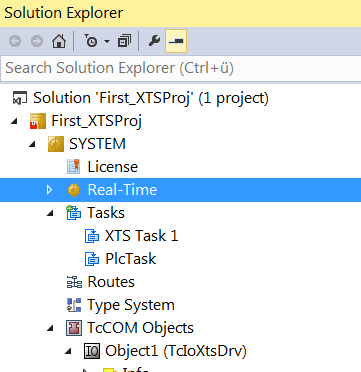 Solution Explorer
Search Solution Explorer (Ctrl+ü)
Solution 'First_XTSProj' (1 project)
First_XTSProj
SYSTEM
License
Real-Time
Tasks
XTS Task 1
PlcTask
Routes
Type System
TcCOM Objects
Object1 (TcIoXtsDrv)
Info